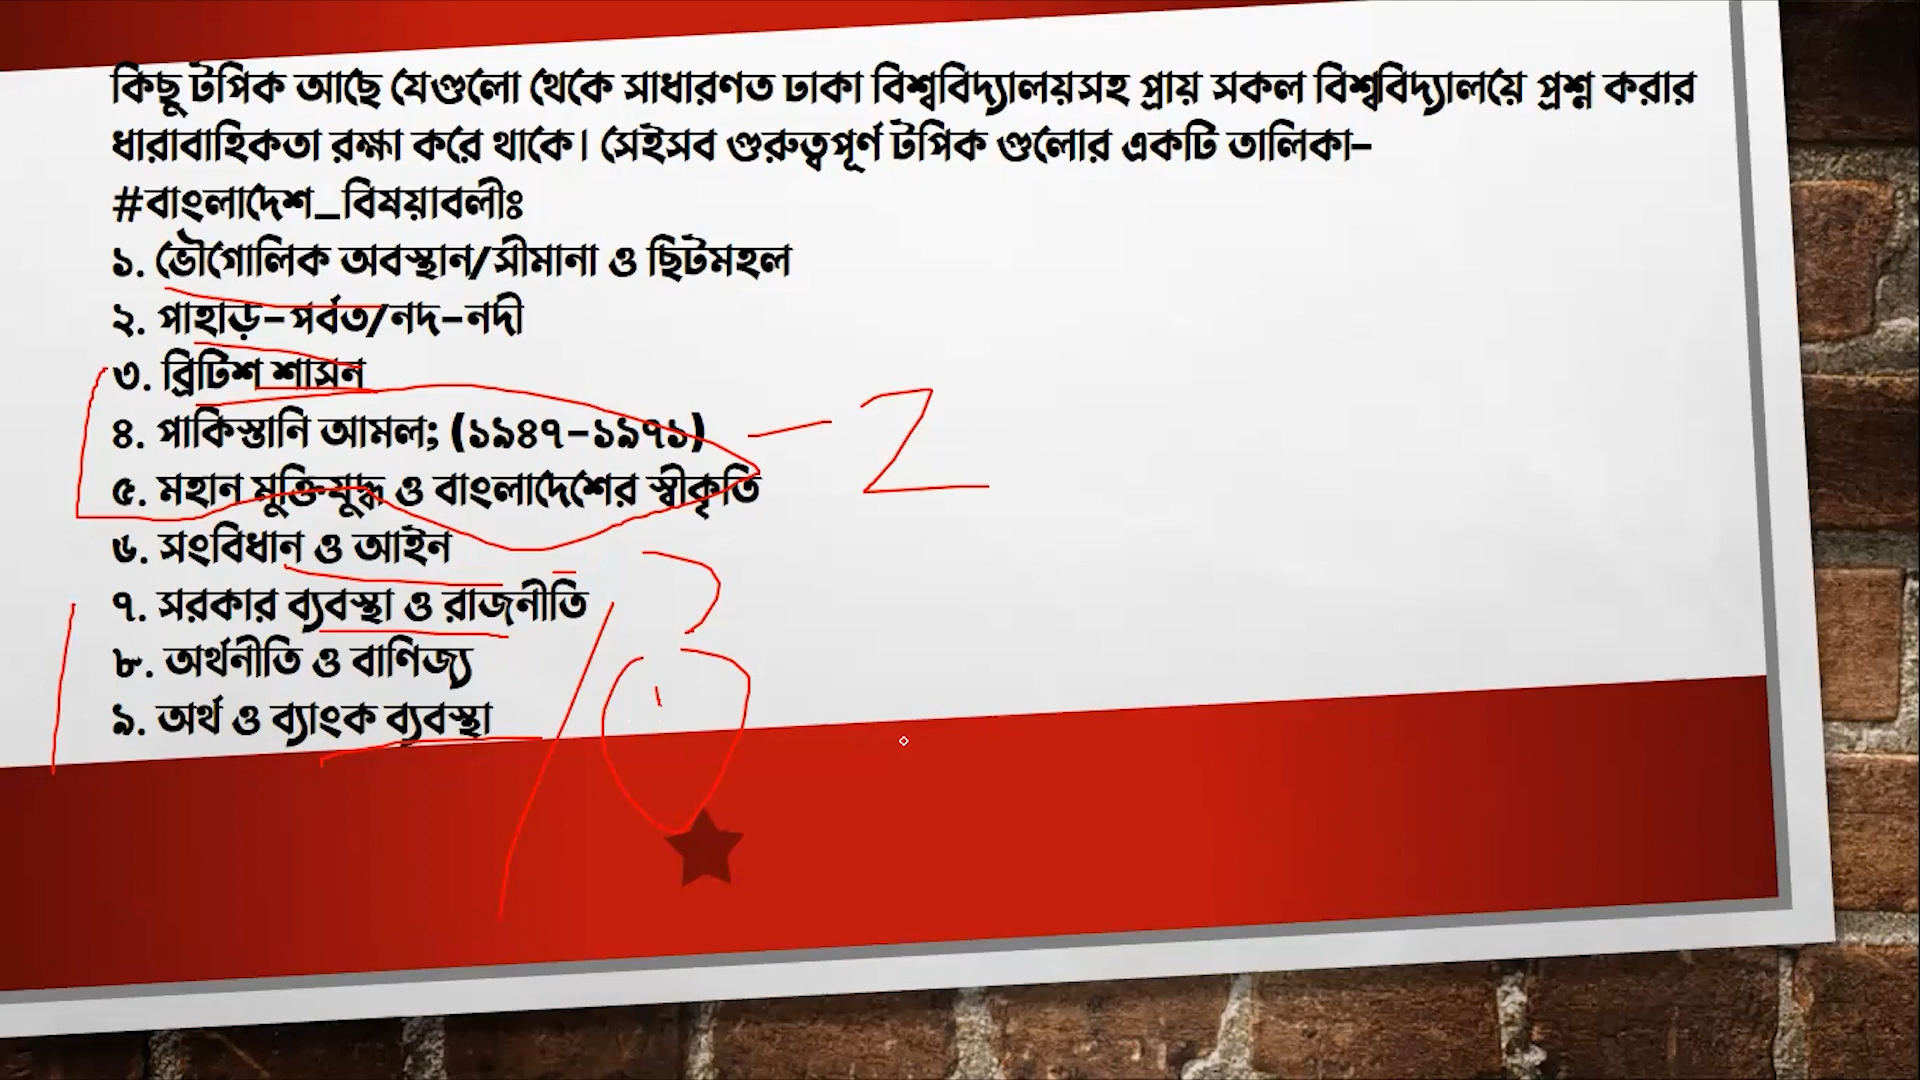 কিছু টপিক আছে যেগুলো থেকে সাধারণত ঢাকা বিশ্ববিদ্যালয়সহ প্রায় সকল বিশ্ববিদ্যালয়ে প্রশ্ন করার
ধারাবাহিকতা রক্ষা করে থাকে। সেইসব গুরুত্বপূর্ণ টপিক গুলোর একটি তালিকা-
#বাংলাদেশ_বিষয়াবলীঃ
১. ভৌগোলিক অবস্থান/সীমানা ও ছিটমহল
২. পাহাড়-পর্বত/নদ-নদী
৩. ব্রিটিশ শাসন
৪. পাকিস্তানি আমল; (১৯৪৭-১৯৭১)
৫. মহান মুক্তিযুদ্ধ ও বাংলাদেশের স্বীকৃতি
- 2
৬. সংবিধান ও আইন
৭. সরকার ব্যবস্থা ও রাজনীতি
৮. অর্থনীতি ও বাণিজ্য
৯. অর্থ ও ব্যাংক ব্যবস্থা